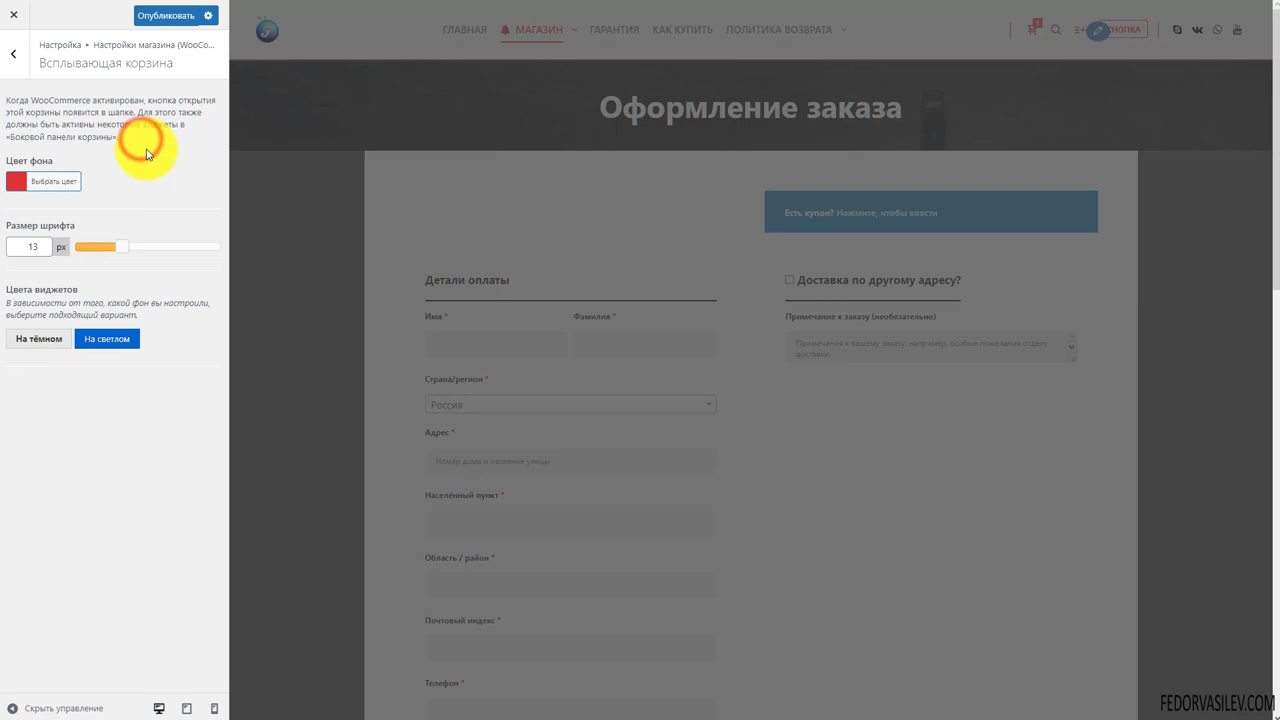 Опубликовать
Настройка ▸ Настройки магазина (WooCo...
Всплывающая корзина
Когда WooCommerce активирован, кнопка открытия
этой корзины появится в шапке. Для этого также
должны быть активны некоторые виджеты в
«Боковой панели корзины».
Цвет фона
Выбрать цвет
Размер шрифта
13 px
Цвета виджетов
В зависимости от того, какой фон вы настроили,
выберите подходящий вариант.
На тёмном На светлом
Скрыть управление
ГЛАВНАЯ МАГАЗИН ГАРАНТИЯ КАК КУПИТЬ ПОЛИТИКА ВОЗВРАТА
1
КНОПКА
Оформление заказа
Есть купон? Нажмите, чтобы ввести
Детали оплаты
Имя *
Фамилия *
Страна/регион *
Россия
Адрес *
Номер дома и название улицы
Населённый пункт *
Область / район *
Почтовый индекс *
Телефон *
Доставка по другому адресу?
Примечание к заказу (необязательно)
Примечания к вашему заказу, например, особые пожелания отделу
доставки.
FEDORVASILEV.COM